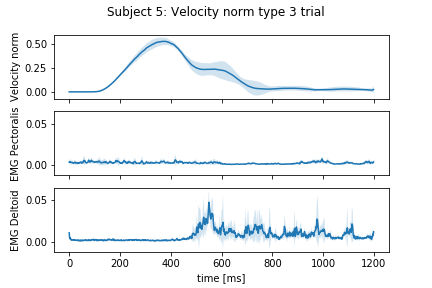 Subject 5: Velocity norm type 3 trial
Velocity norm
0.50
0.25
0.00
EMG Pectoralis
0.05
0.00
EMG Deltoid
0.05
0.00
0 200 400 600 800 1000 1200
time [ms]